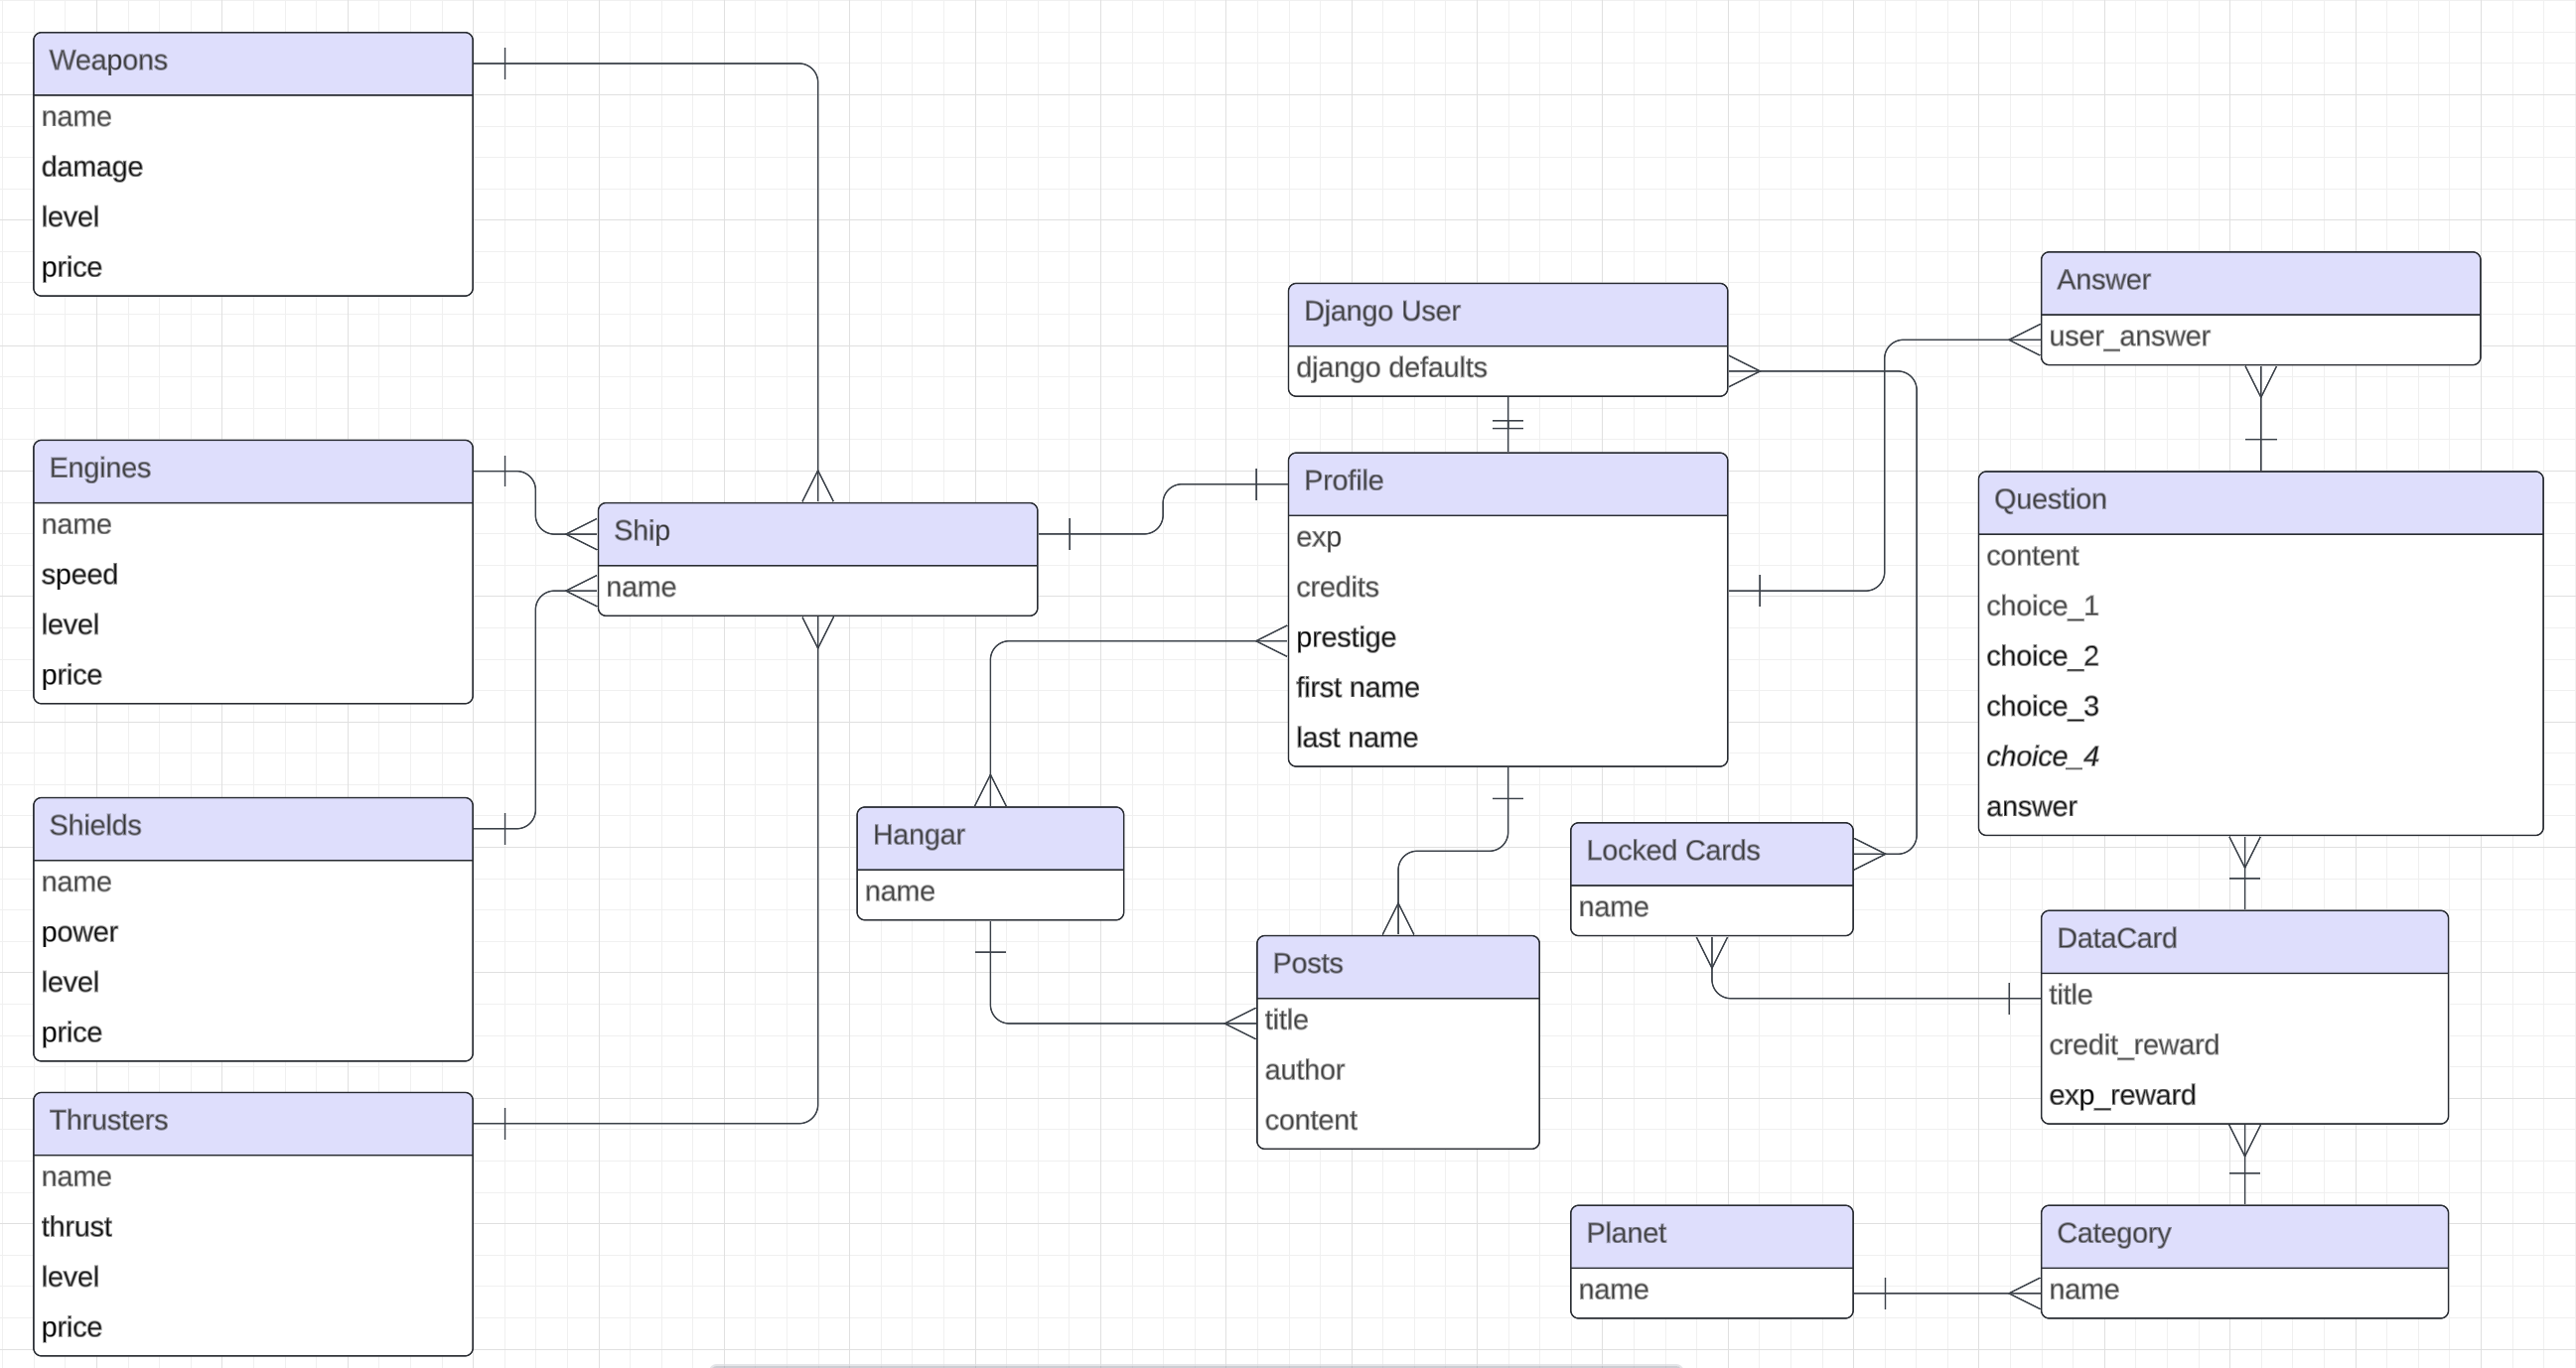 Weapons
name
damage
level
price
Engines
name
speed
level
price
Shields
name
power
level
price
Thrusters
name
thrust
level
price
Ship
name
Hangar
name
Django User
django defaults
Profile
exp
credits
prestige
first name
last name
Posts
title
author
content
Locked Cards
name
Planet
name
Answer
user_answer
Question
content
choice_1
choice_2
choice_3
choice_4
answer
DataCard
title
credit_reward
exp_reward
Category
name